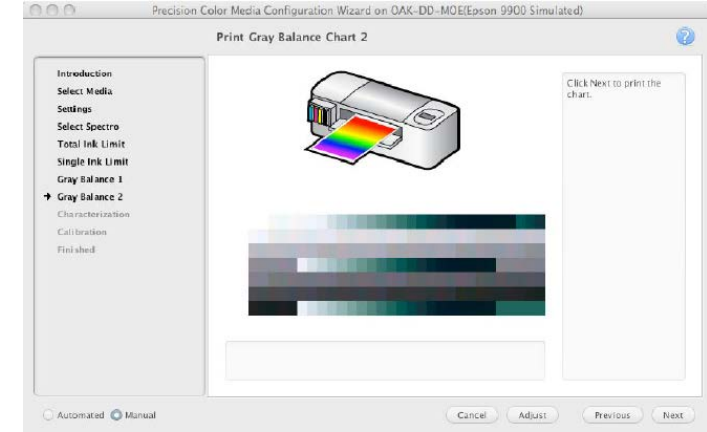 Precision Color Media Configuration Wizard on OAK-DD-MOE(Epson 9900 Simulated)
Print Gray Balance Chart 2
?
Introduction
Select Media
Settings
Select Spectro
Total Ink Limit
Single Ink Limit
Gray Balance 1
Gray Balance 2
Characterization
Calibration
Finished
Click Next to print the
chart.
Automated Manual
Cancel Adjust Previous Next